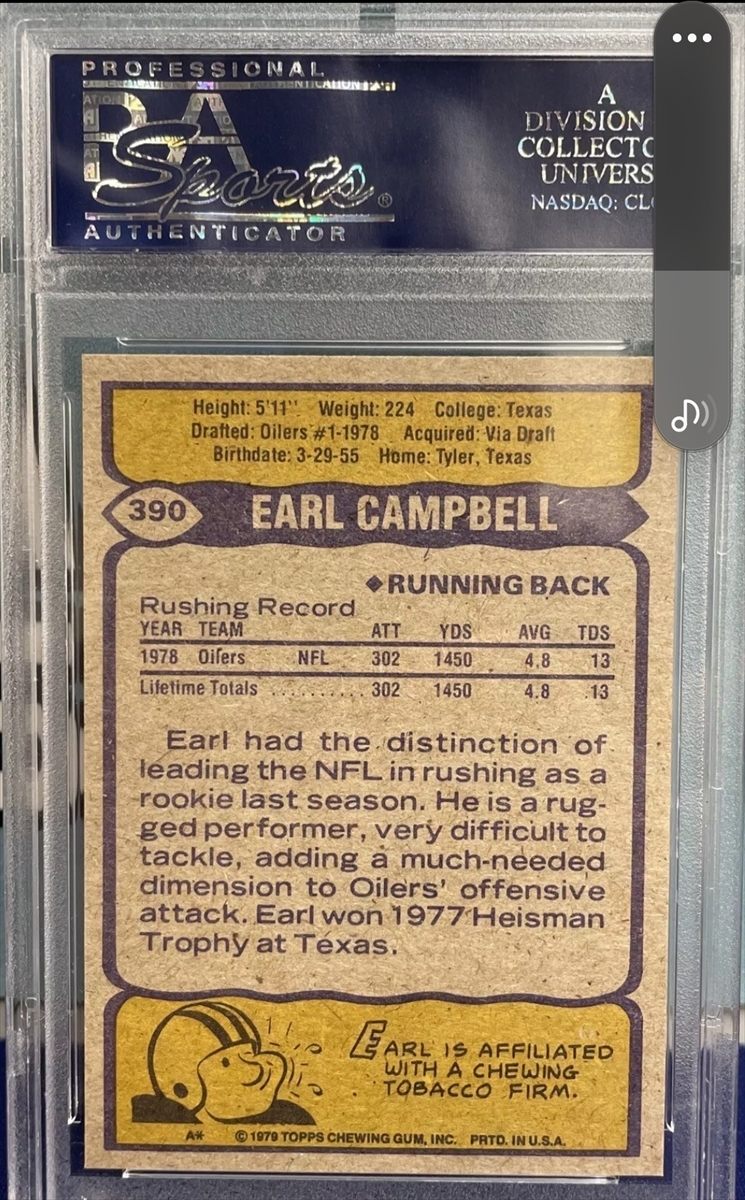 PROFESSIONAL
PSA
Sports®
AUTHENTICATOR
A
DIVISION
COLLECTO
UNIVERS
NASDAQ: CL
Height: 5'11" Weight: 224 College: Texas
Drafted: Oilers #1-1978 Acquired: Via Draft
Birthdate: 3-29-55 Home: Tyler, Texas
390 EARL CAMPBELL
◆RUNNING BACK
Rushing Record
YEAR TEAM ATT YDS AVG TDS
1978 Oilers NFL 302 1450 4.8 13
Lifetime Totals .......... 302 1450 4.8 13
Earl had the distinction of
leading the NFL in rushing as a
rookie last season. He is a rug-
ged performer, very difficult to
tackle, adding a much-needed
dimension to Oilers' offensive
attack. Earl won 1977 Heisman
Trophy at Texas.
EARL IS AFFILIATED
WITH A CHEWING
TOBACCO FIRM.
A* © 1979 TOPPS CHEWING GUM, INC. PRTD. IN U.S.A.